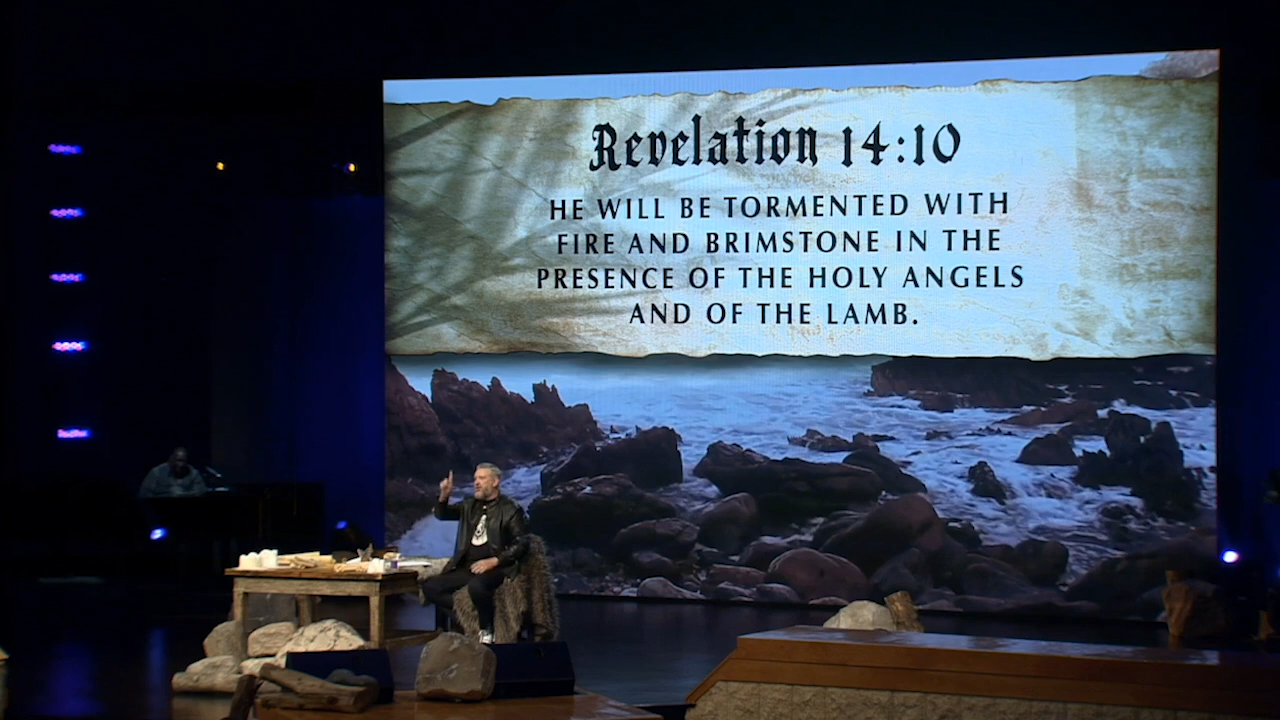 Revelation 14:10
HE WILL BE TORMENTED WITH
FIRE AND BRIMSTONE IN THE
PRESENCE OF THE HOLY ANGELS
AND OF THE LAMB.